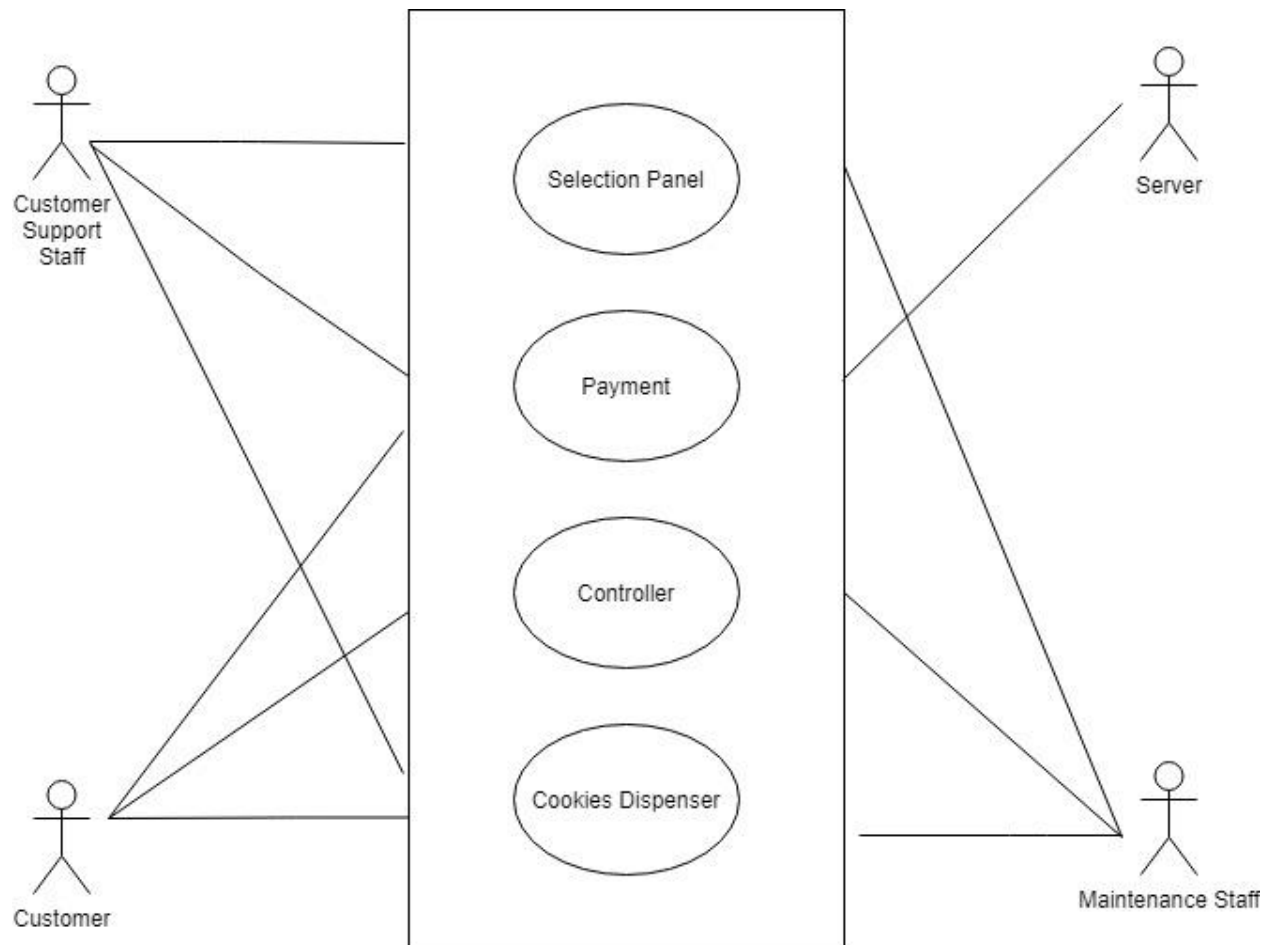 Customer
Support
Staff
Server
Selection Panel
Payment
Controller
Cookies Dispenser
Customer
Maintenance Staff